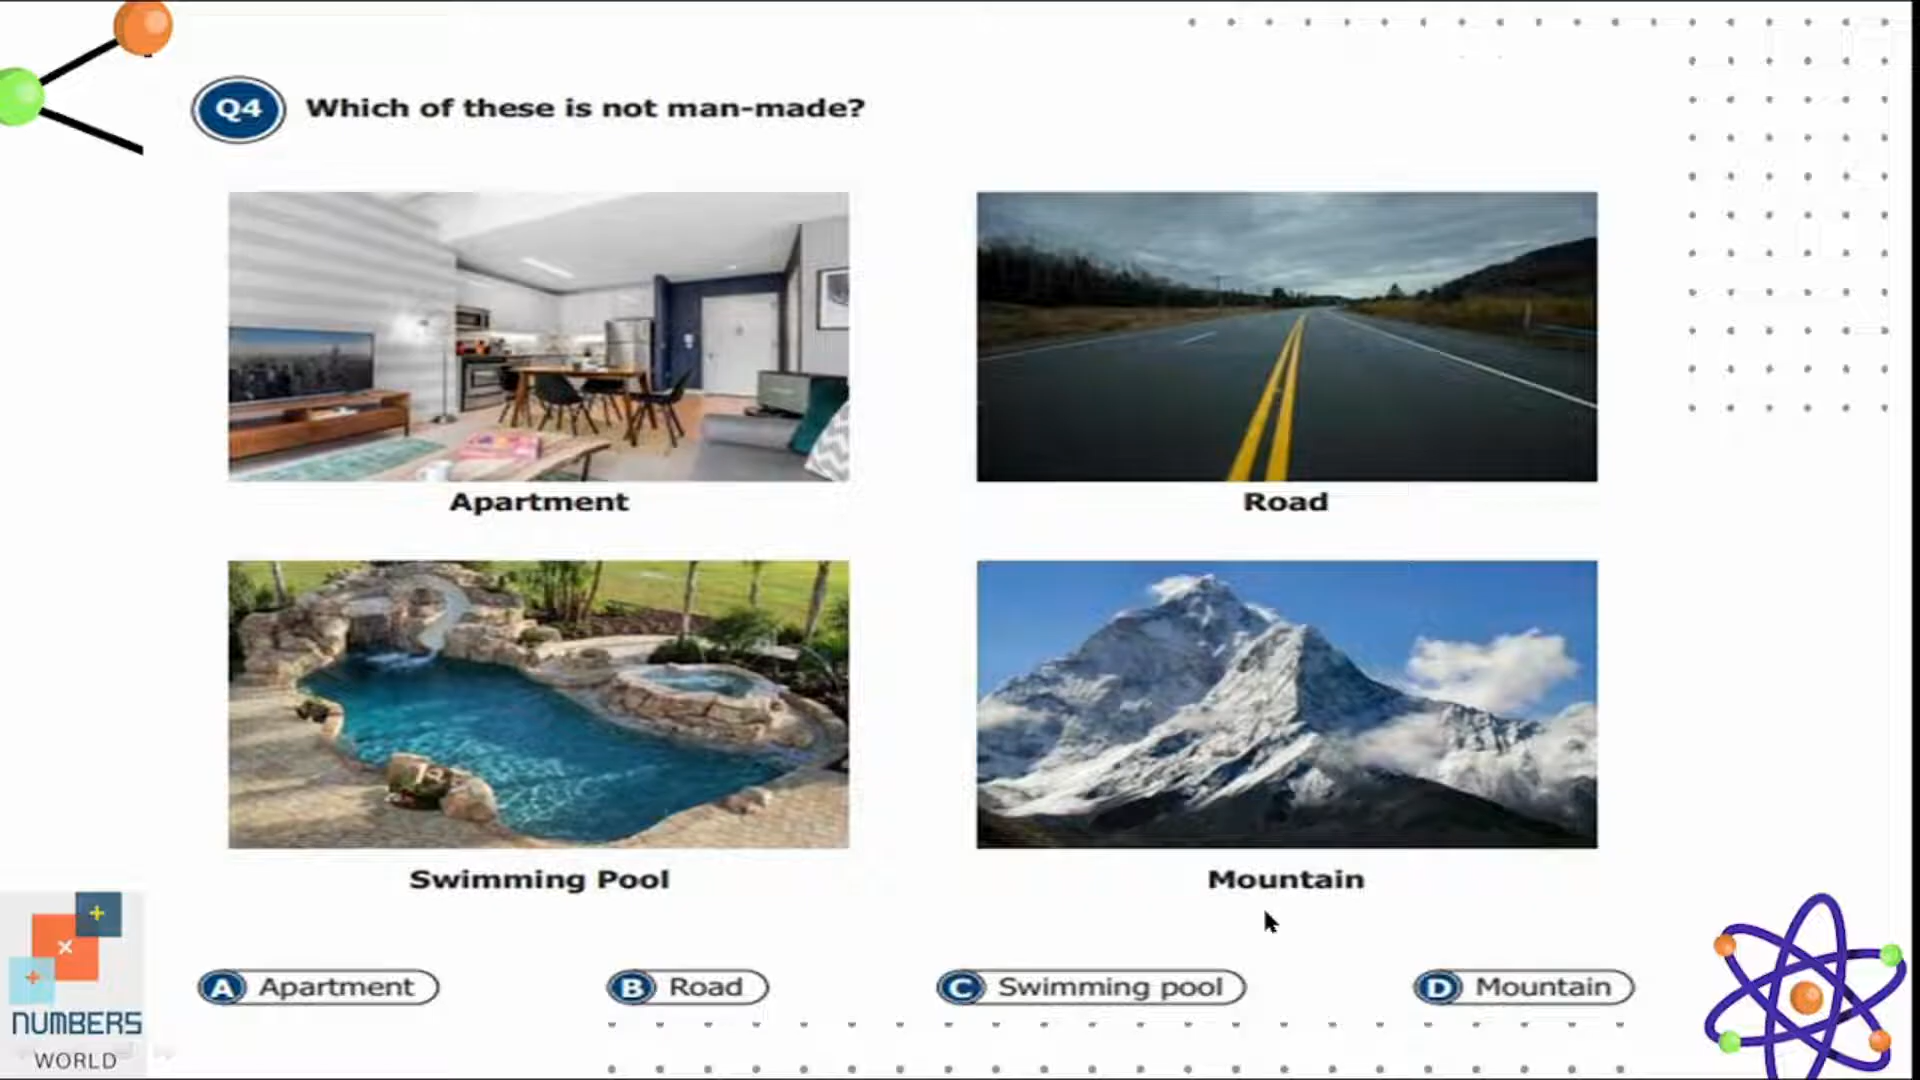 Q4 Which of these is not man-made?
Apartment
Road
Swimming Pool
Mountain
A Apartment
B Road
C Swimming pool
D Mountain
NUMBERS
WORLD